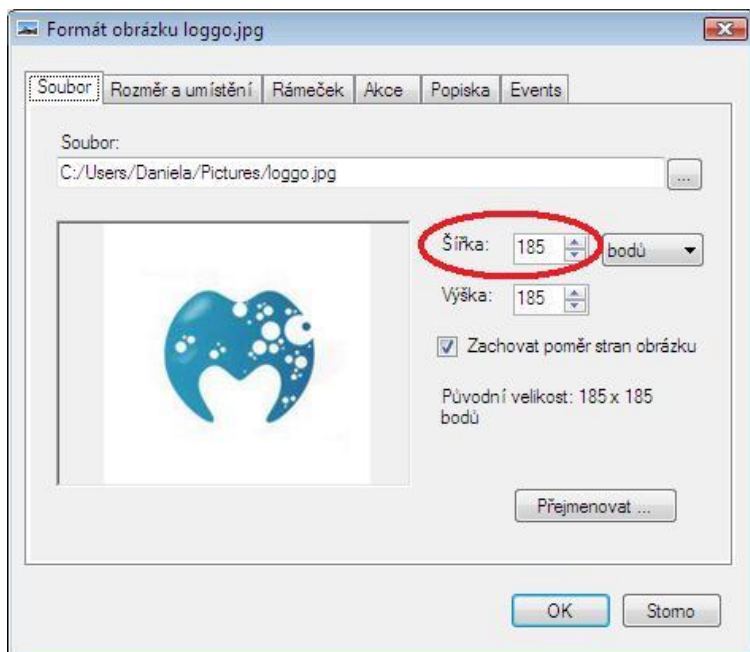 Formát obrázku loggo.jpg
Soubor Rozměr a umístění Rámeček Akce Popiska Events
Soubor:
C:/Users/Daniela/Pictures/loggo.jpg ...
Šířka: 185 bodů
Výška: 185
Zachovat poměr stran obrázku
Původní velikost: 185 x 185
bodů
Přejmenovat ...
OK Storno